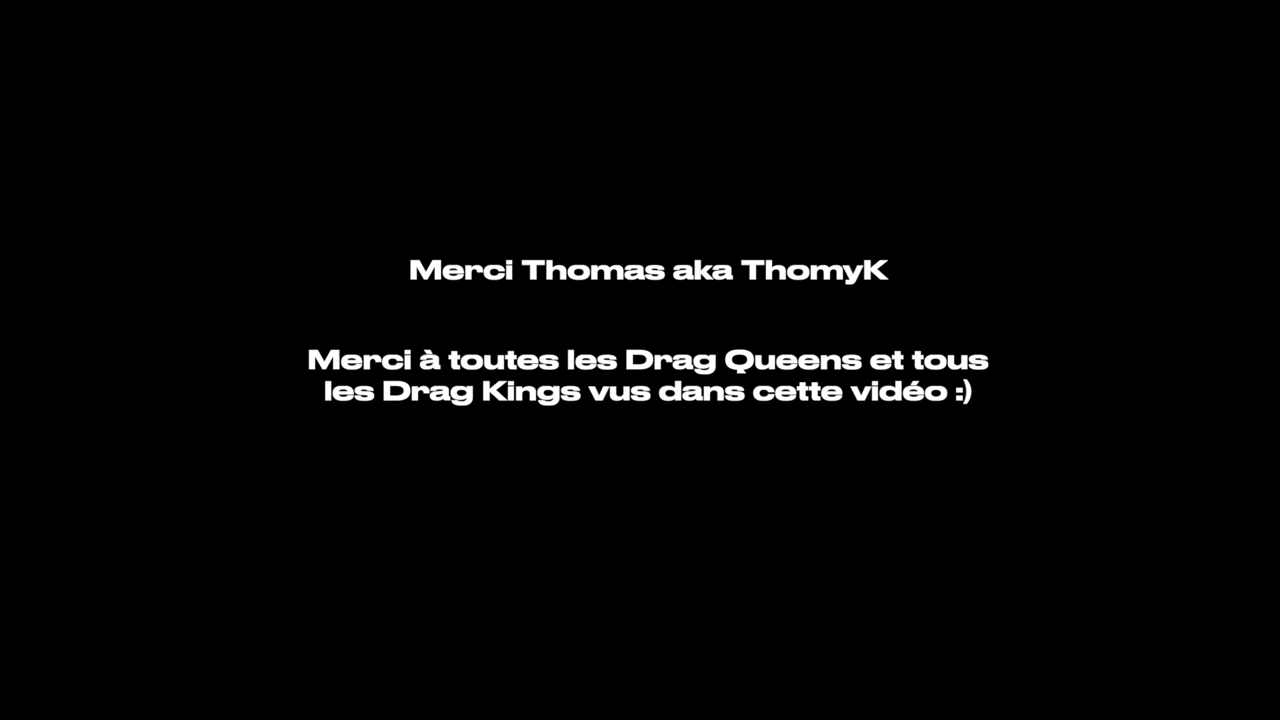 Merci Thomas aka ThomyK
Merci à toutes les Drag Queens et tous
les Drag Kings vus dans cette vidéo :)